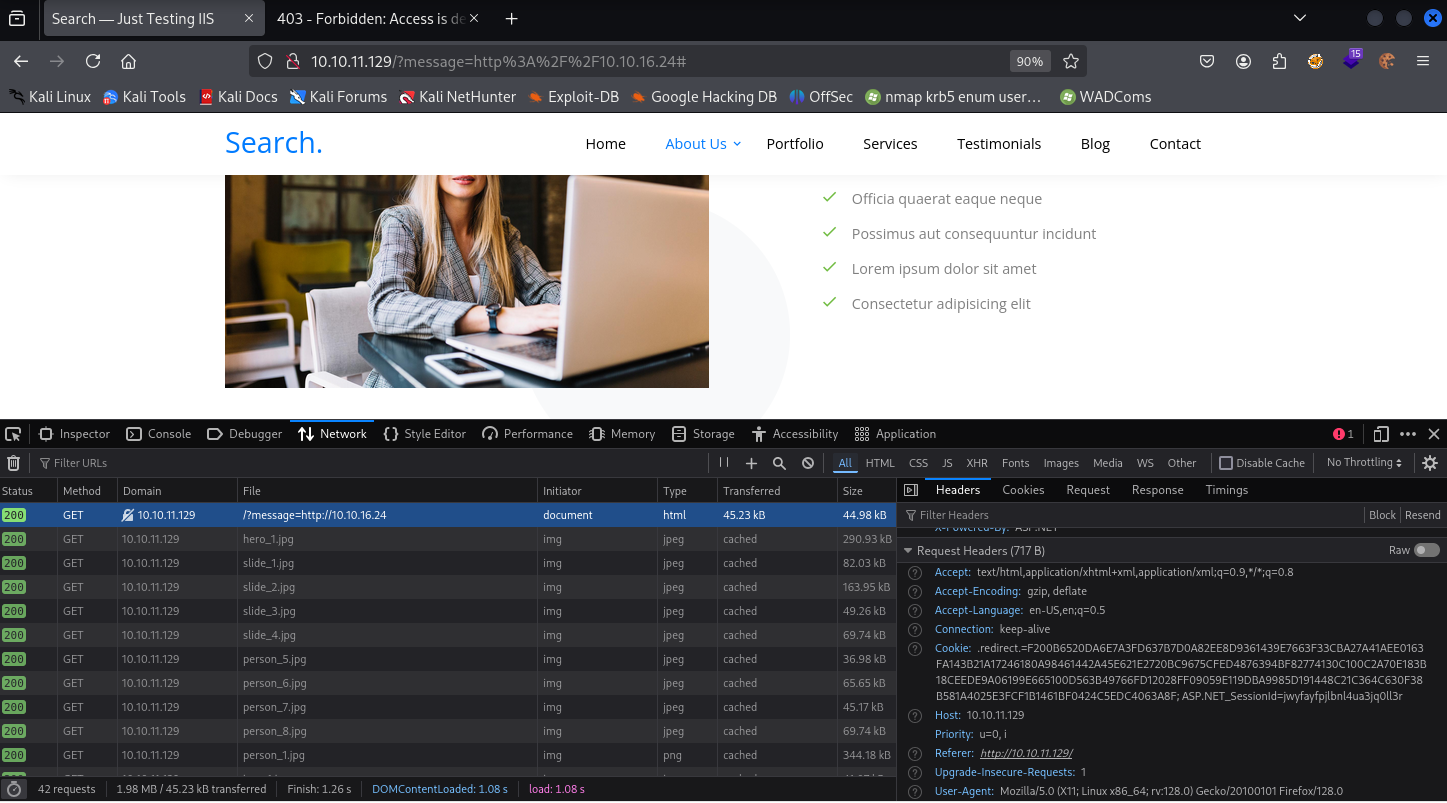 Search — Just Testing IIS
403 - Forbidden: Access is de
10.10.11.129/?message=http%3A%2F%2F10.10.16.24#
90%
15
Kali Linux
Kali Tools
Kali Docs
Kali Forums
Kali NetHunter
Exploit-DB
Google Hacking DB
OffSec
nmap krb5 enum user…
WADComs
Search.
Home
About Us
Portfolio
Services
Testimonials
Blog
Contact
Officia quaerat eaque neque
Possimus aut consequuntur incidunt
Lorem ipsum dolor sit amet
Consectetur adipisicing elit
Inspector
Console
Debugger
Network
Style Editor
Performance
Memory
Storage
Accessibility
Application
1
Filter URLs
All HTML CSS JS XHR Fonts Images Media WS Other
Disable Cache
No Throttling
Status Method Domain File Initiator Type Transferred Size
200 GET 10.10.11.129 /?message=http://10.10.16.24 document html 45.23 kB 44.98 kB
200 GET 10.10.11.129 hero_1.jpg img jpeg cached 290.93 kB
200 GET 10.10.11.129 slide_1.jpg img jpeg cached 82.03 kB
200 GET 10.10.11.129 slide_2.jpg img jpeg cached 163.95 kB
200 GET 10.10.11.129 slide_3.jpg img jpeg cached 49.26 kB
200 GET 10.10.11.129 slide_4.jpg img jpeg cached 69.74 kB
200 GET 10.10.11.129 person_5.jpg img jpeg cached 36.98 kB
200 GET 10.10.11.129 person_6.jpg img jpeg cached 65.65 kB
200 GET 10.10.11.129 person_7.jpg img jpeg cached 45.17 kB
200 GET 10.10.11.129 person_8.jpg img jpeg cached 69.74 kB
200 GET 10.10.11.129 person_1.jpg img png cached 344.18 kB
42 requests
1.98 MB / 45.23 kB transferred
Finish: 1.26 s
DOMContentLoaded: 1.08 s
load: 1.08 s
Headers Cookies Request Response Timings
Filter Headers
Block Resend
X-Powered-By: ASP.NET
Request Headers (717 B)
Raw
Accept: text/html,application/xhtml+xml,application/xml;q=0.9,*/*;q=0.8
Accept-Encoding: gzip, deflate
Accept-Language: en-US,en;q=0.5
Connection: keep-alive
Cookie: .redirect.=F200B6520DA6E7A3FD637B7D0A82EE8D9361439E7663F33CBA27A41AEE0163
FA143B21A17246180A98461442A45E621E2720BC9675CFED4876394BF82774130C100C2A70E183B
18CEEDE9A06199E665100D563B49766FD12028FF09059E119DBA9985D191448C21C364C630F38
B581A4025E3FCF1B1461BF0424C5EDC4063A8F; ASP.NET_SessionId=jwyfayfpjlbnl4ua3jq0ll3r
Host: 10.10.11.129
Priority: u=0, i
Referer: http://10.10.11.129/
Upgrade-Insecure-Requests: 1
User-Agent: Mozilla/5.0 (X11; Linux x86_64; rv:128.0) Gecko/20100101 Firefox/128.0